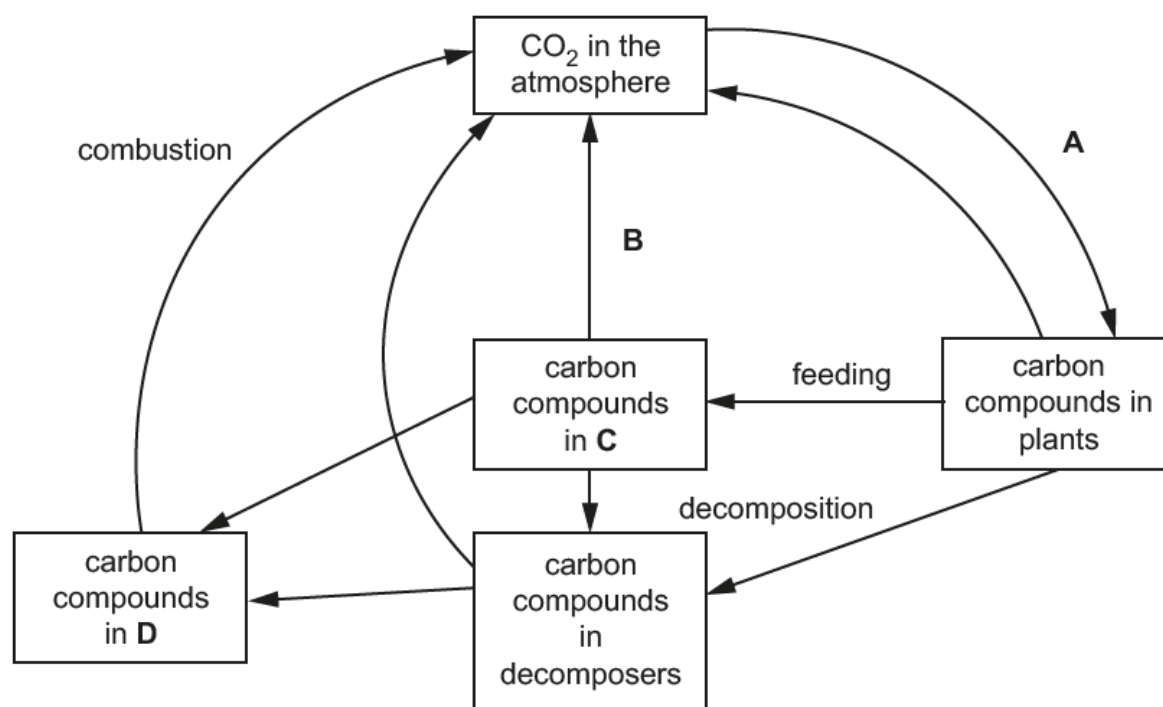 CO₂ in the
atmosphere
combustion
A
B
carbon
compounds
in C
feeding
carbon
compounds in
plants
decomposition
carbon
compounds
in D
carbon
compounds
in
decomposers